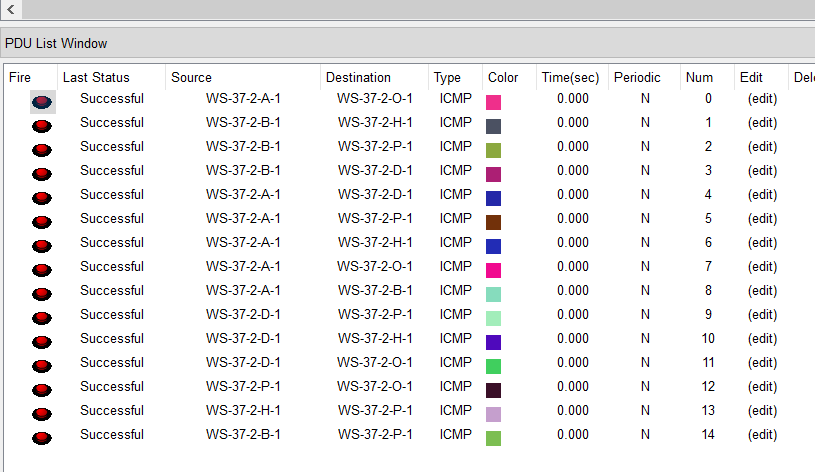 PDU List Window
Fire Last Status Source Destination Type Color Time(sec) Periodic Num Edit Del
Successful WS-37-2-A-1 WS-37-2-O-1 ICMP 0.000 N 0 (edit)
Successful WS-37-2-B-1 WS-37-2-H-1 ICMP 0.000 N 1 (edit)
Successful WS-37-2-B-1 WS-37-2-P-1 ICMP 0.000 N 2 (edit)
Successful WS-37-2-B-1 WS-37-2-D-1 ICMP 0.000 N 3 (edit)
Successful WS-37-2-A-1 WS-37-2-D-1 ICMP 0.000 N 4 (edit)
Successful WS-37-2-A-1 WS-37-2-P-1 ICMP 0.000 N 5 (edit)
Successful WS-37-2-A-1 WS-37-2-H-1 ICMP 0.000 N 6 (edit)
Successful WS-37-2-A-1 WS-37-2-O-1 ICMP 0.000 N 7 (edit)
Successful WS-37-2-A-1 WS-37-2-B-1 ICMP 0.000 N 8 (edit)
Successful WS-37-2-D-1 WS-37-2-P-1 ICMP 0.000 N 9 (edit)
Successful WS-37-2-D-1 WS-37-2-H-1 ICMP 0.000 N 10 (edit)
Successful WS-37-2-D-1 WS-37-2-O-1 ICMP 0.000 N 11 (edit)
Successful WS-37-2-P-1 WS-37-2-O-1 ICMP 0.000 N 12 (edit)
Successful WS-37-2-H-1 WS-37-2-P-1 ICMP 0.000 N 13 (edit)
Successful WS-37-2-B-1 WS-37-2-P-1 ICMP 0.000 N 14 (edit)